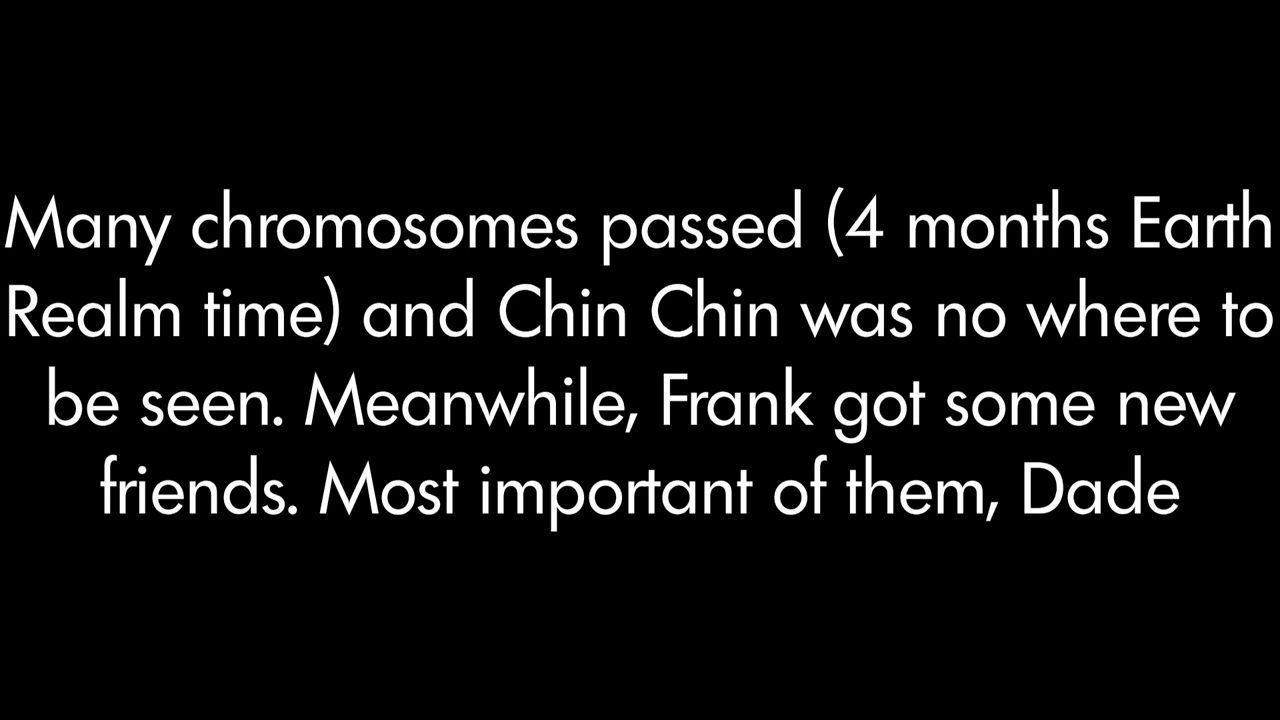 Many chromosomes passed (4 months Earth
Realm time) and Chin Chin was no where to
be seen. Meanwhile, Frank got some new
friends. Most important of them, Dade